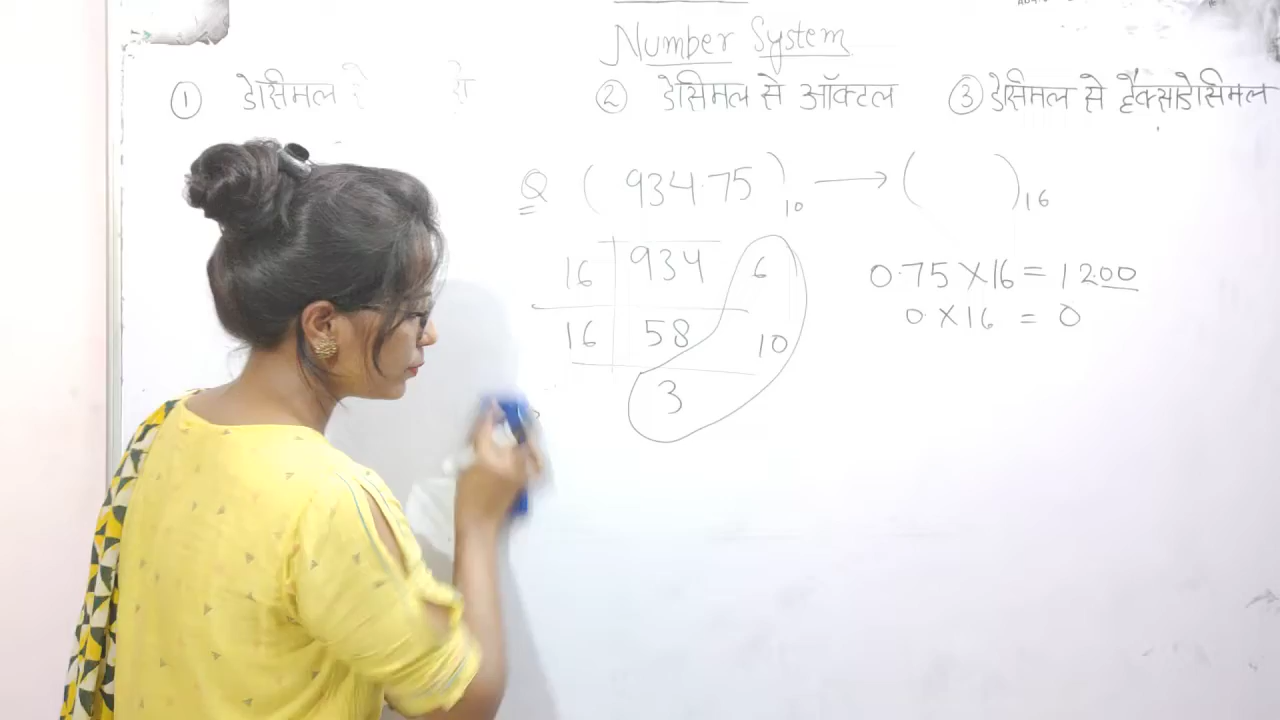 Number System
① डेसिमल
② डेसिमल से ऑक्टल
③ डेसिमल से हैक्साडेसिमल
Q ( 934.75 )10 → ( )16
16 934 6
16 58 10
3
0.75 X 16 = 12.00
0 X 16 = 0